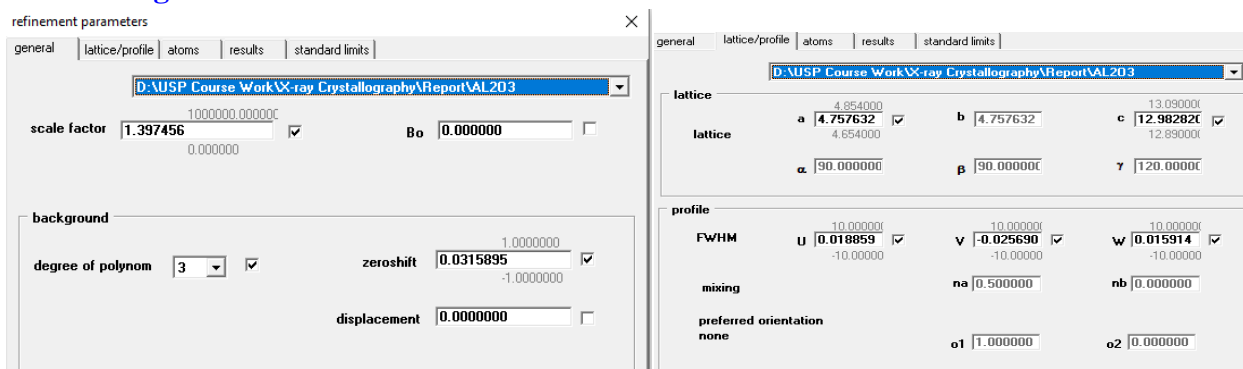 refinement parameters
general lattice/profile atoms results standard limits
D:\USP Course Work\X-ray Crystallography\Report\AL2O3
1000000.000000
scale factor 1.397456 Bo 0.000000
0.000000
background
1.0000000
degree of polynom 3 zeroshift 0.0315895
-1.0000000
displacement 0.0000000
general lattice/profile atoms results standard limits
D:\USP Course Work\X-ray Crystallography\Report\AL2O3
lattice
4.854000 13.09000
lattice a 4.757632 b 4.757632 c 12.98282
4.654000 12.89000
α 90.000000 β 90.00000 γ 120.0000
profile
10.00000 10.00000 10.00000
FWHM U 0.018859 V -0.025690 W 0.015914
-10.00000 -10.00000 -10.00000
mixing na 0.500000 nb 0.000000
preferred orientation
none
o1 1.000000 o2 0.000000